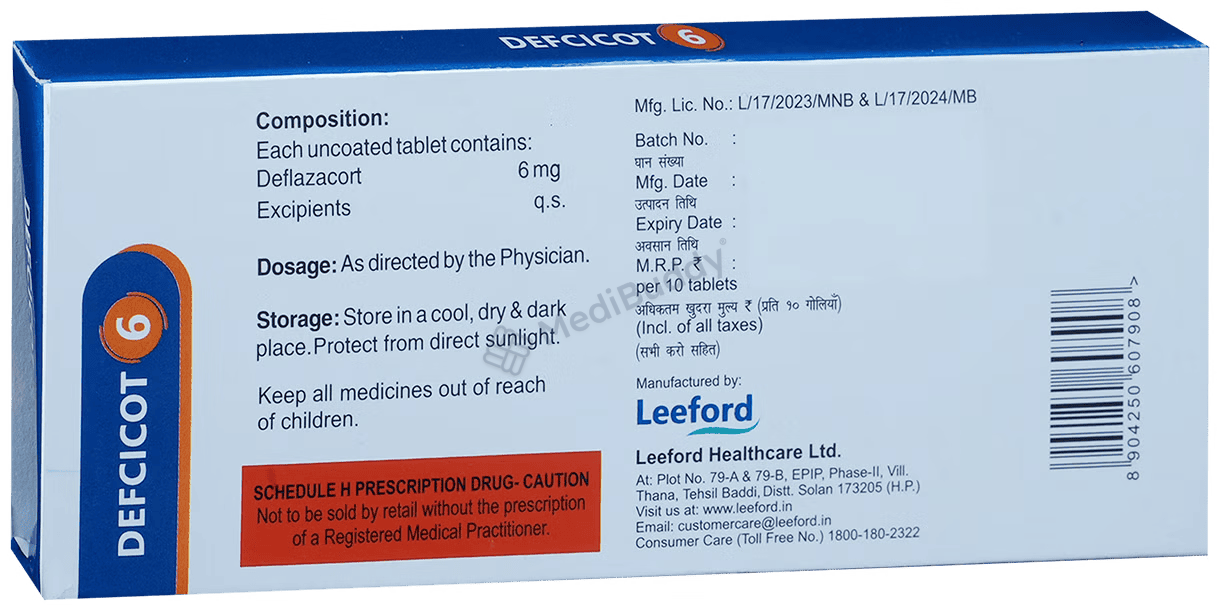 DEFCICOT 6
Composition:
Each uncoated tablet contains:
Deflazacort 6 mg
Excipients q.s.
Dosage: As directed by the Physician.
Storage: Store in a cool, dry & dark
place.Protect from direct sunlight.
Keep all medicines out of reach
of children.
SCHEDULE H PRESCRIPTION DRUG- CAUTION
Not to be sold by retail without the prescription
of a Registered Medical Practitioner.
DEFCICOT 6
Mfg. Lic. No.: L/17/2023/MNB & L/17/2024/MB
Batch No. :
घान संख्या
Mfg. Date :
उत्पादन तिथि
Expiry Date :
अवसान तिथि
M.R.P. ₹ :
per 10 tablets
अधिकतम खुदरा मुल्य ₹ (प्रति १० गोलियाँ)
(Incl. of all taxes)
(सभी करो सहित)
Manufactured by:
Leeford
Leeford Healthcare Ltd.
At: Plot No. 79-A & 79-B, EPIP, Phase-II, Vill.
Thana, Tehsil Baddi, Distt. Solan 173205 (H.P.)
Visit us at: www.leeford.in
Email: customercare@leeford.in
Consumer Care (Toll Free No.) 1800-180-2322
8 904250 607908 >
MediBuddy